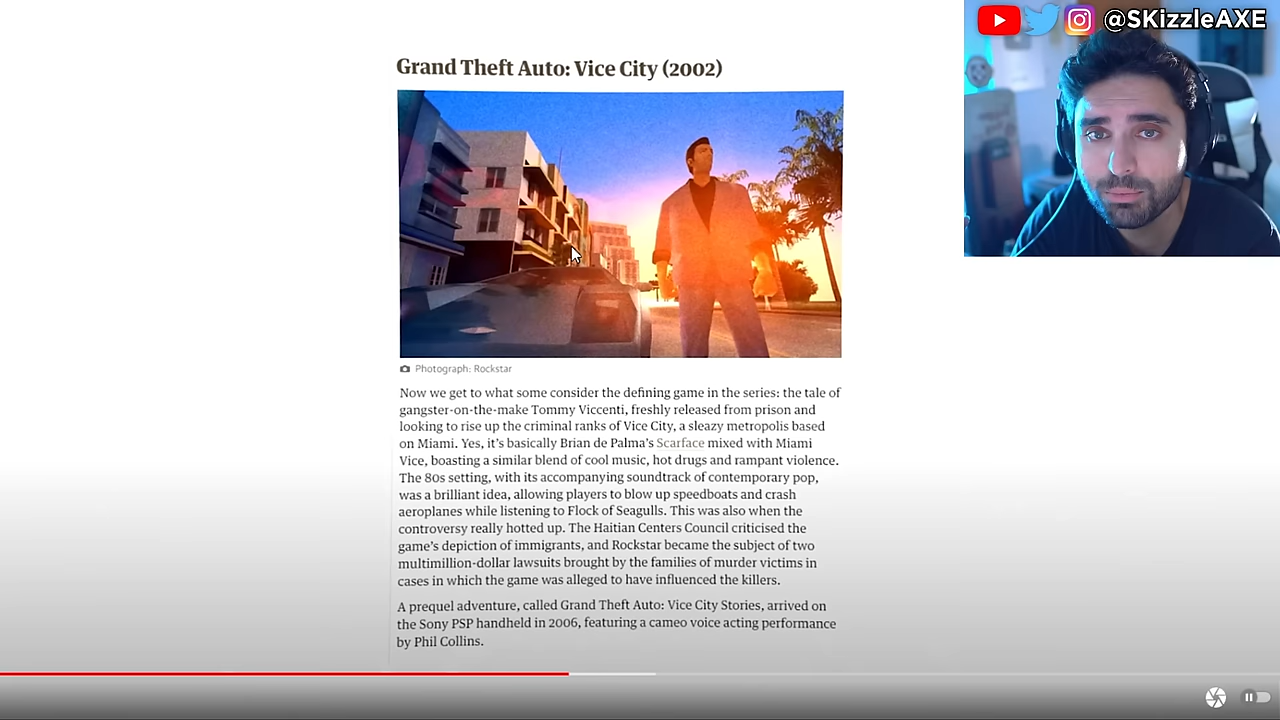 @SKizzleAXE
Grand Theft Auto: Vice City (2002)
Photograph: Rockstar
Now we get to what some consider the defining game in the series: the tale of
gangster-on-the-make Tommy Viccenti, freshly released from prison and
looking to rise up the criminal ranks of Vice City, a sleazy metropolis based
on Miami. Yes, it's basically Brian de Palma's Scarface mixed with Miami
Vice, boasting a similar blend of cool music, hot drugs and rampant violence.
The 80s setting, with its accompanying soundtrack of contemporary pop,
was a brilliant idea, allowing players to blow up speedboats and crash
aeroplanes while listening to Flock of Seagulls. This was also when the
controversy really hotted up. The Haitian Centers Council criticised the
game's depiction of immigrants, and Rockstar became the subject of two
multimillion-dollar lawsuits brought by the families of murder victims in
cases in which the game was alleged to have influenced the killers.
A prequel adventure, called Grand Theft Auto: Vice City Stories, arrived on
the Sony PSP handheld in 2006, featuring a cameo voice acting performance
by Phil Collins.